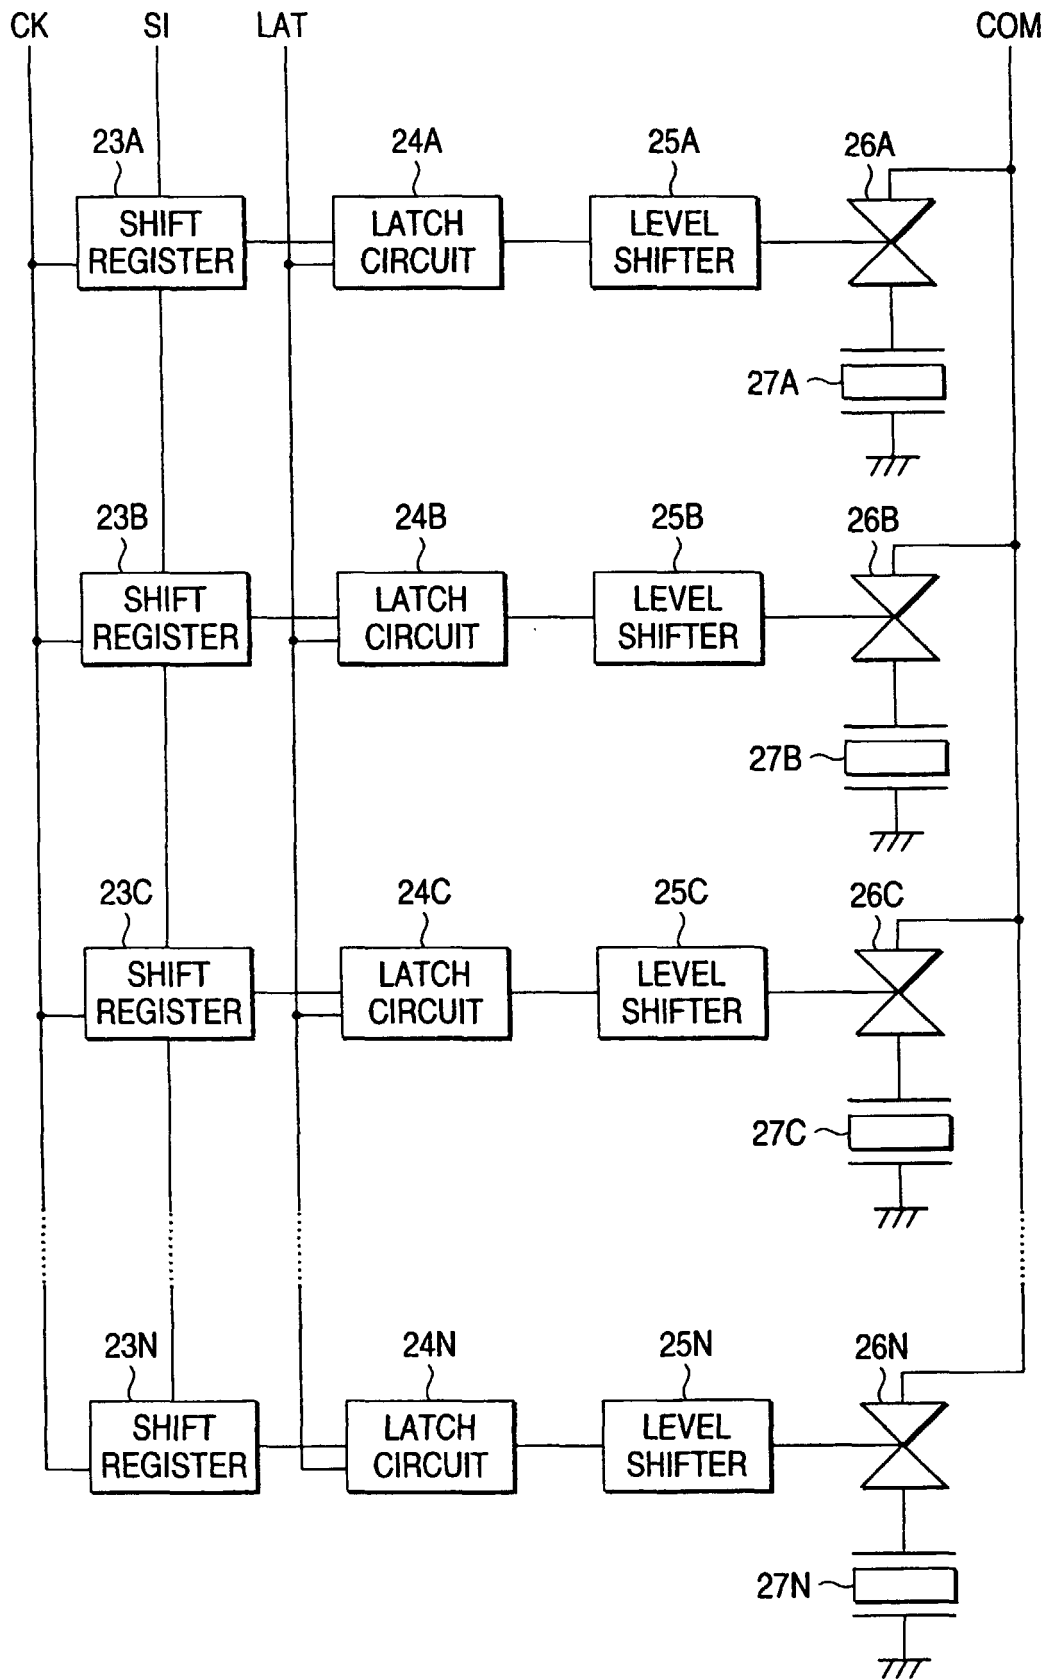 CK SI LAT COM
23A 24A 25A 26A
SHIFT REGISTER
LATCH CIRCUIT
LEVEL SHIFTER
27A
23B 24B 25B 26B
SHIFT REGISTER
LATCH CIRCUIT
LEVEL SHIFTER
27B
23C 24C 25C 26C
SHIFT REGISTER
LATCH CIRCUIT
LEVEL SHIFTER
27C
23N 24N 25N 26N
SHIFT REGISTER
LATCH CIRCUIT
LEVEL SHIFTER
27N